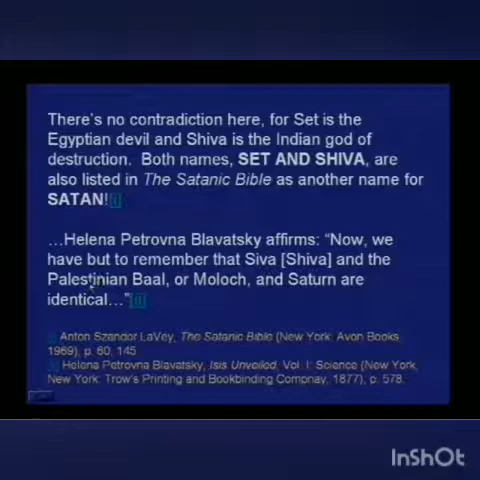 There's no contradiction here, for Set is the
Egyptian devil and Shiva is the Indian god of
destruction. Both names, SET AND SHIVA, are
also listed in The Satanic Bible as another name for
SATAN![i]
…Helena Petrovna Blavatsky affirms: “Now, we
have but to remember that Siva [Shiva] and the
Palestinian Baal, or Moloch, and Saturn are
identical…”[ii]
Anton Szandor LaVey, The Satanic Bible (New York: Avon Books,
1969), p. 60, 145
Helena Petrovna Blavatsky, Isis Unveiled, Vol. I: Science (New York,
New York: Trow's Printing and Bookbinding Compnay, 1877), p. 578.
InShOt